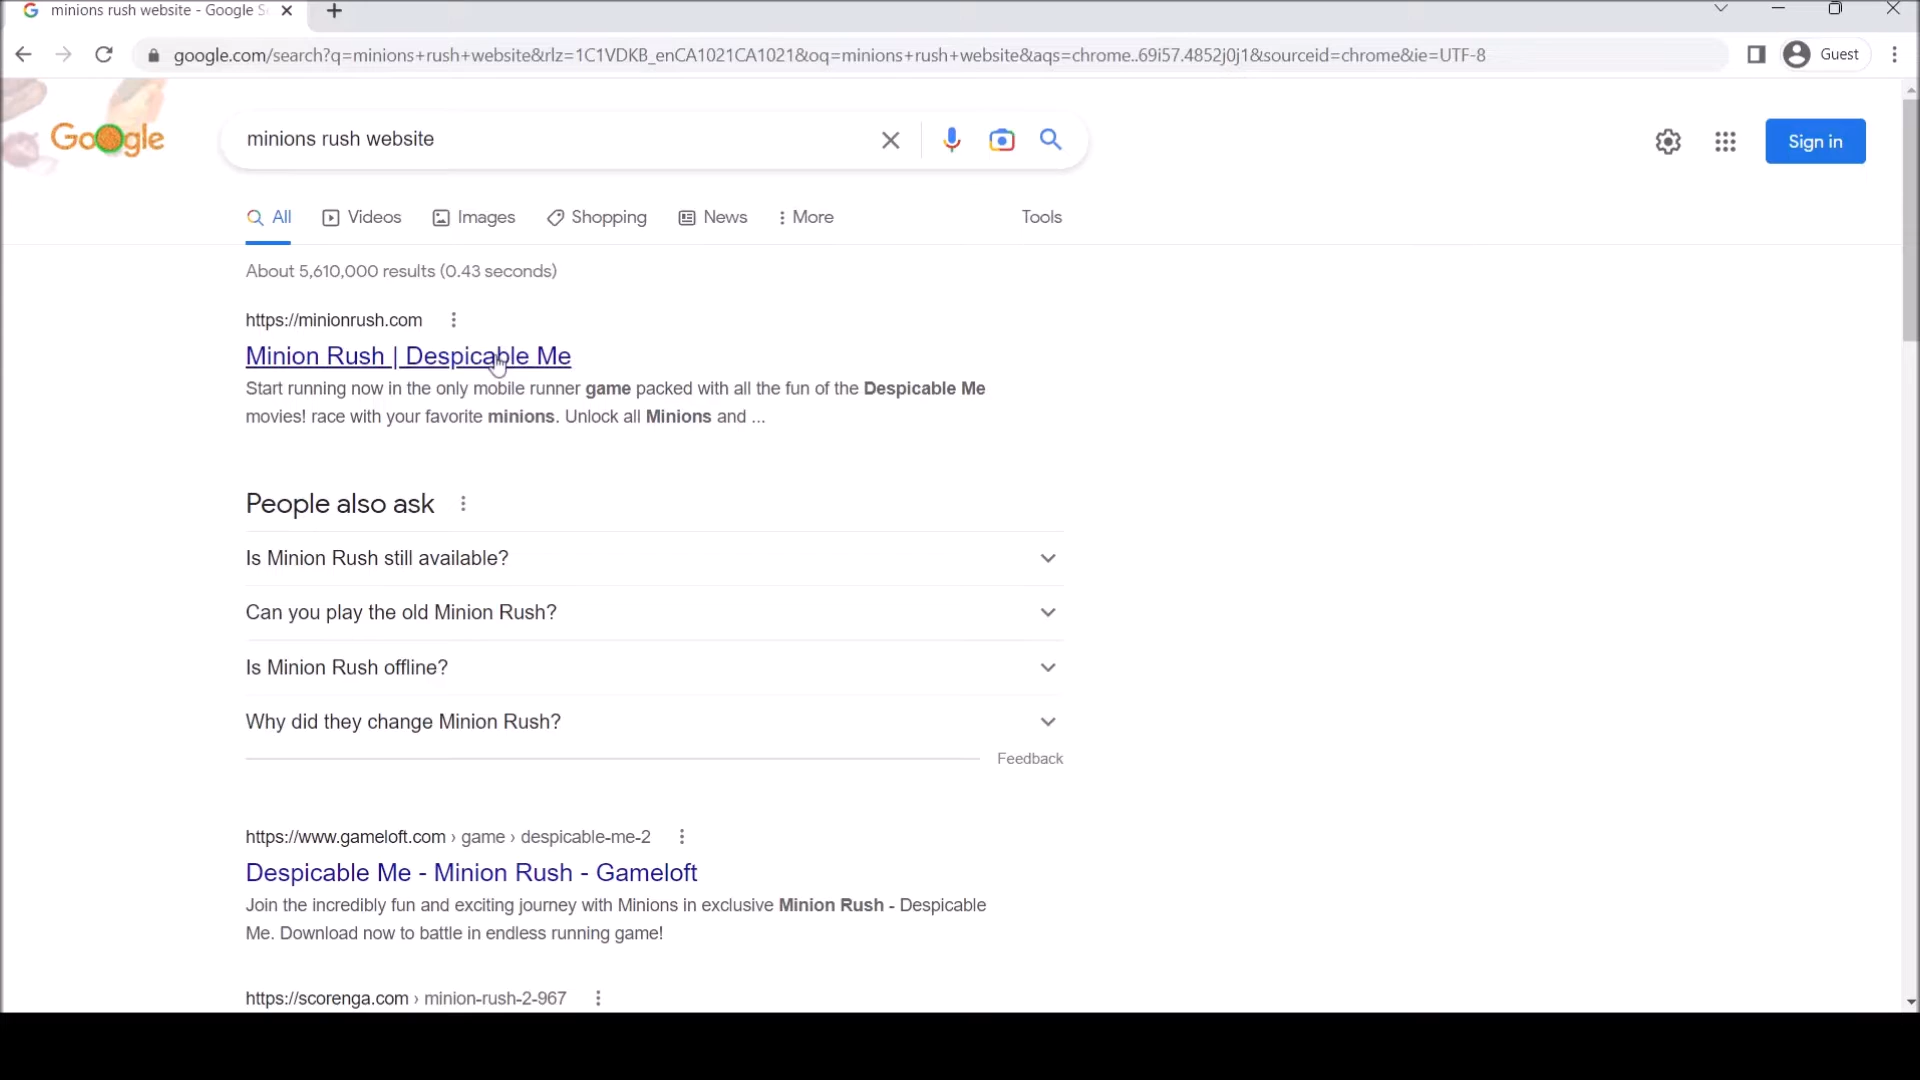 minions rush website - Google S
google.com/search?q=minions+rush+website&rlz=1C1VDKB_enCA1021CA1021&oq=minions+rush+website&aqs=chrome..69i57.4852j0j1&sourceid=chrome&ie=UTF-8
Guest
Google
minions rush website
Sign in
All Videos Images Shopping News More Tools
About 5,610,000 results (0.43 seconds)
https://minionrush.com
Minion Rush | Despicable Me
Start running now in the only mobile runner game packed with all the fun of the Despicable Me
movies! race with your favorite minions. Unlock all Minions and ...
People also ask
Is Minion Rush still available?
Can you play the old Minion Rush?
Is Minion Rush offline?
Why did they change Minion Rush?
Feedback
https://www.gameloft.com › game › despicable-me-2
Despicable Me - Minion Rush - Gameloft
Join the incredibly fun and exciting journey with Minions in exclusive Minion Rush - Despicable
Me. Download now to battle in endless running game!
https://scorenga.com › minion-rush-2-967